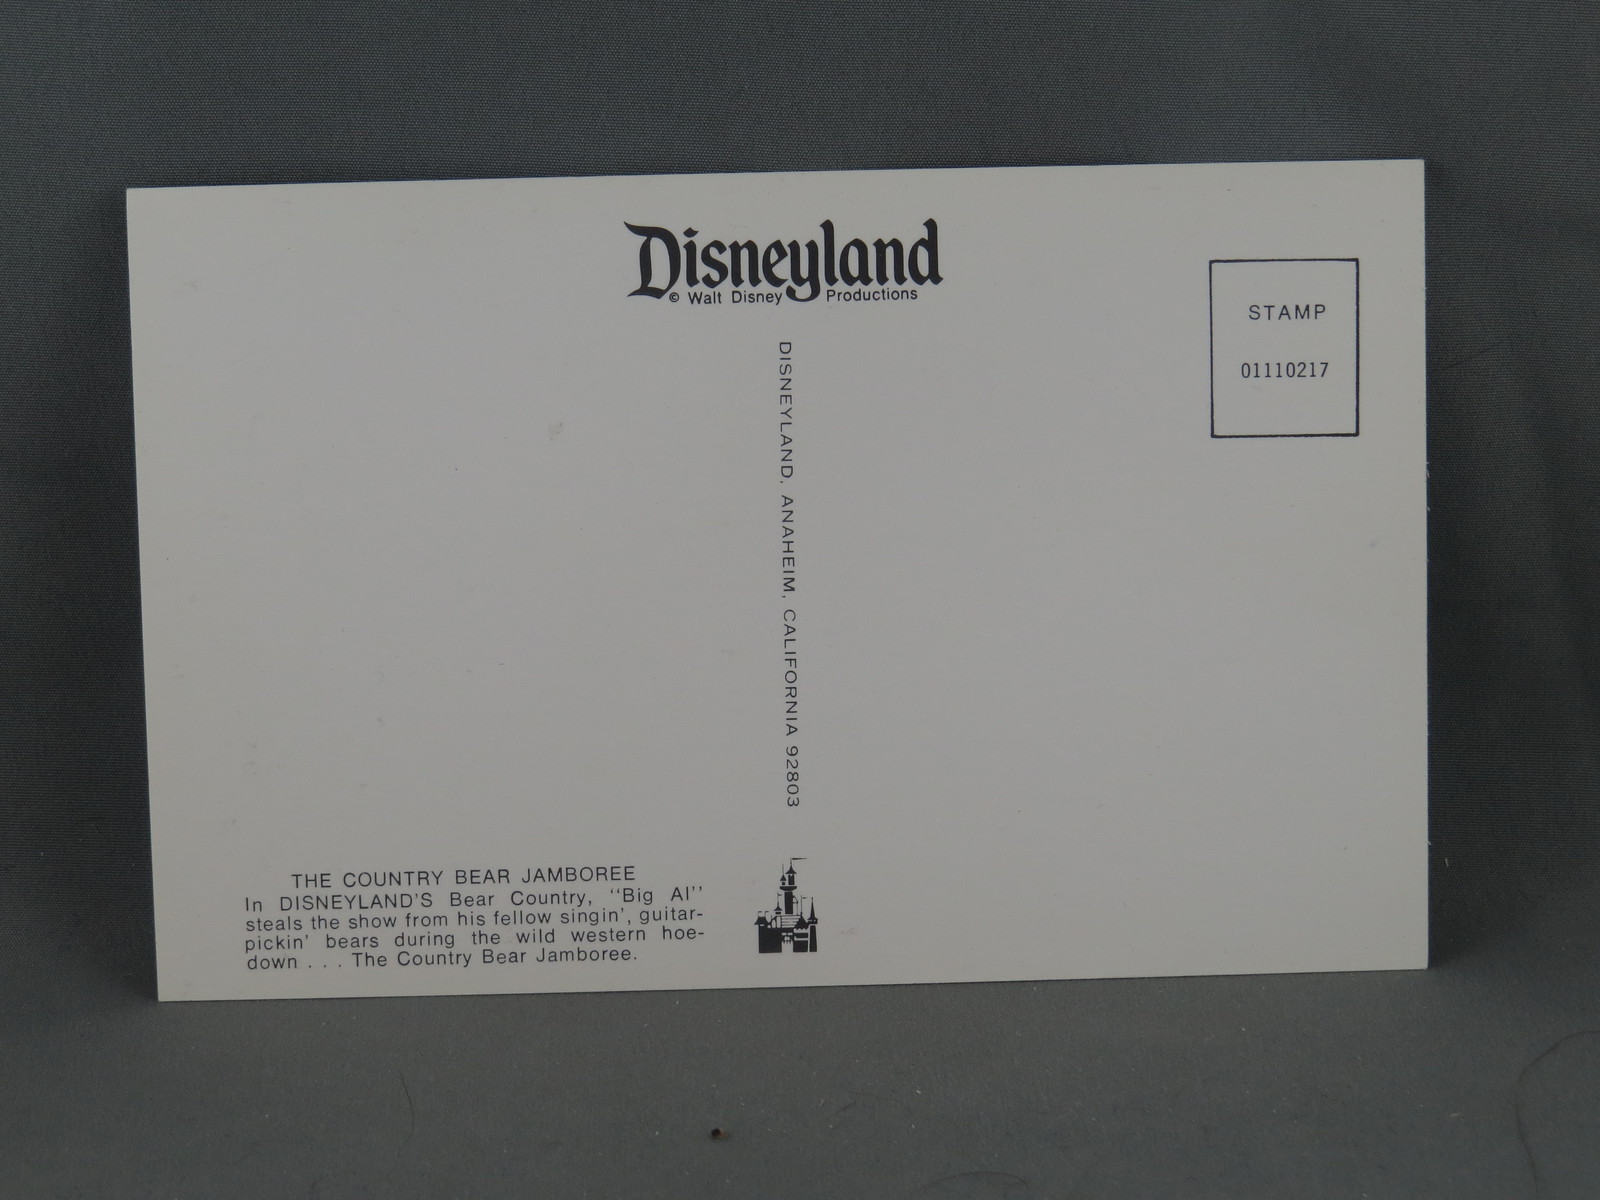 Disneyland
© Walt Disney Productions
STAMP
01110217
DISNEYLAND, ANAHEIM, CALIFORNIA 92803
THE COUNTRY BEAR JAMBOREE
In DISNEYLAND'S Bear Country, "Big Al"
steals the show from his fellow singin', guitar-
pickin' bears during the wild western hoe-
down . . . The Country Bear Jamboree.